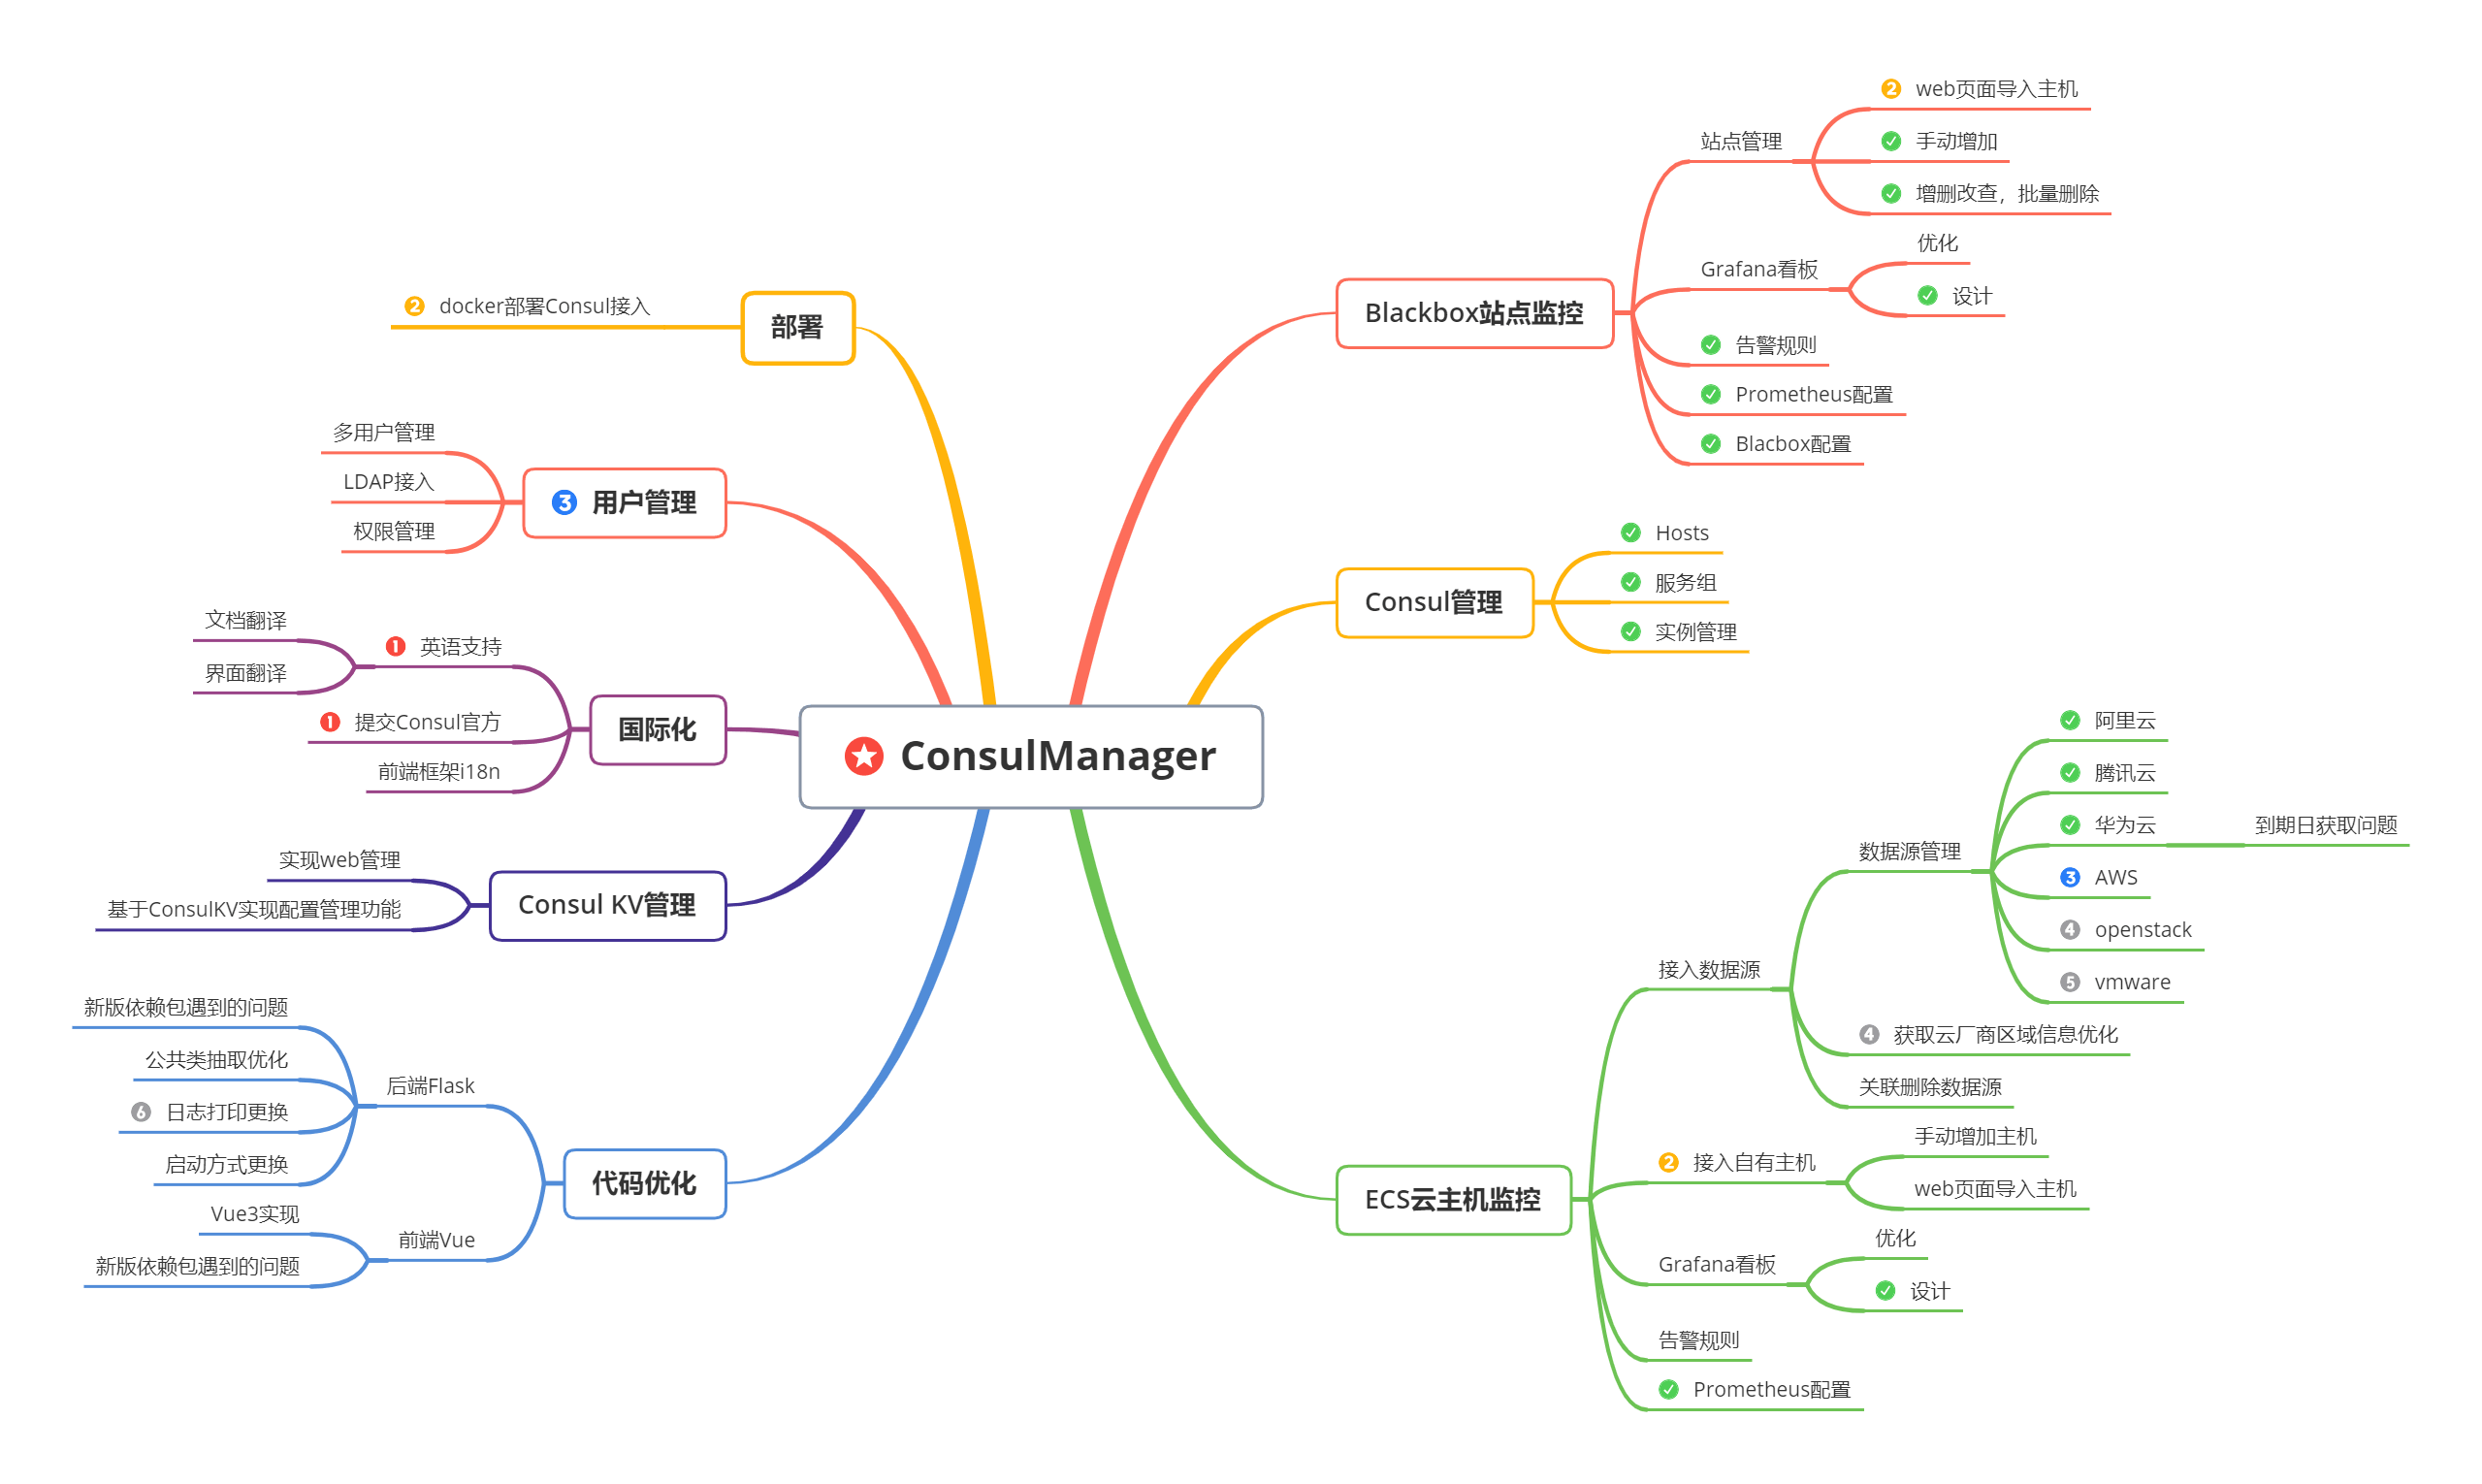 ConsulManager
Blackbox站点监控
站点管理
2 web页面导入主机
手动增加
增删改查，批量删除
Grafana看板
优化
设计
告警规则
Prometheus配置
Blacbox配置
Consul管理
Hosts
服务组
实例管理
ECS云主机监控
接入数据源
数据源管理
阿里云
腾讯云
华为云
到期日获取问题
3 AWS
4 openstack
5 vmware
4 获取云厂商区域信息优化
关联删除数据源
2 接入自有主机
手动增加主机
web页面导入主机
Grafana看板
优化
设计
告警规则
Prometheus配置
部署
2 docker部署Consul接入
3 用户管理
多用户管理
LDAP接入
权限管理
国际化
1 英语支持
文档翻译
界面翻译
1 提交Consul官方
前端框架i18n
Consul KV管理
实现web管理
基于ConsulKV实现配置管理功能
代码优化
后端Flask
新版依赖包遇到的问题
公共类抽取优化
6 日志打印更换
启动方式更换
前端Vue
Vue3实现
新版依赖包遇到的问题